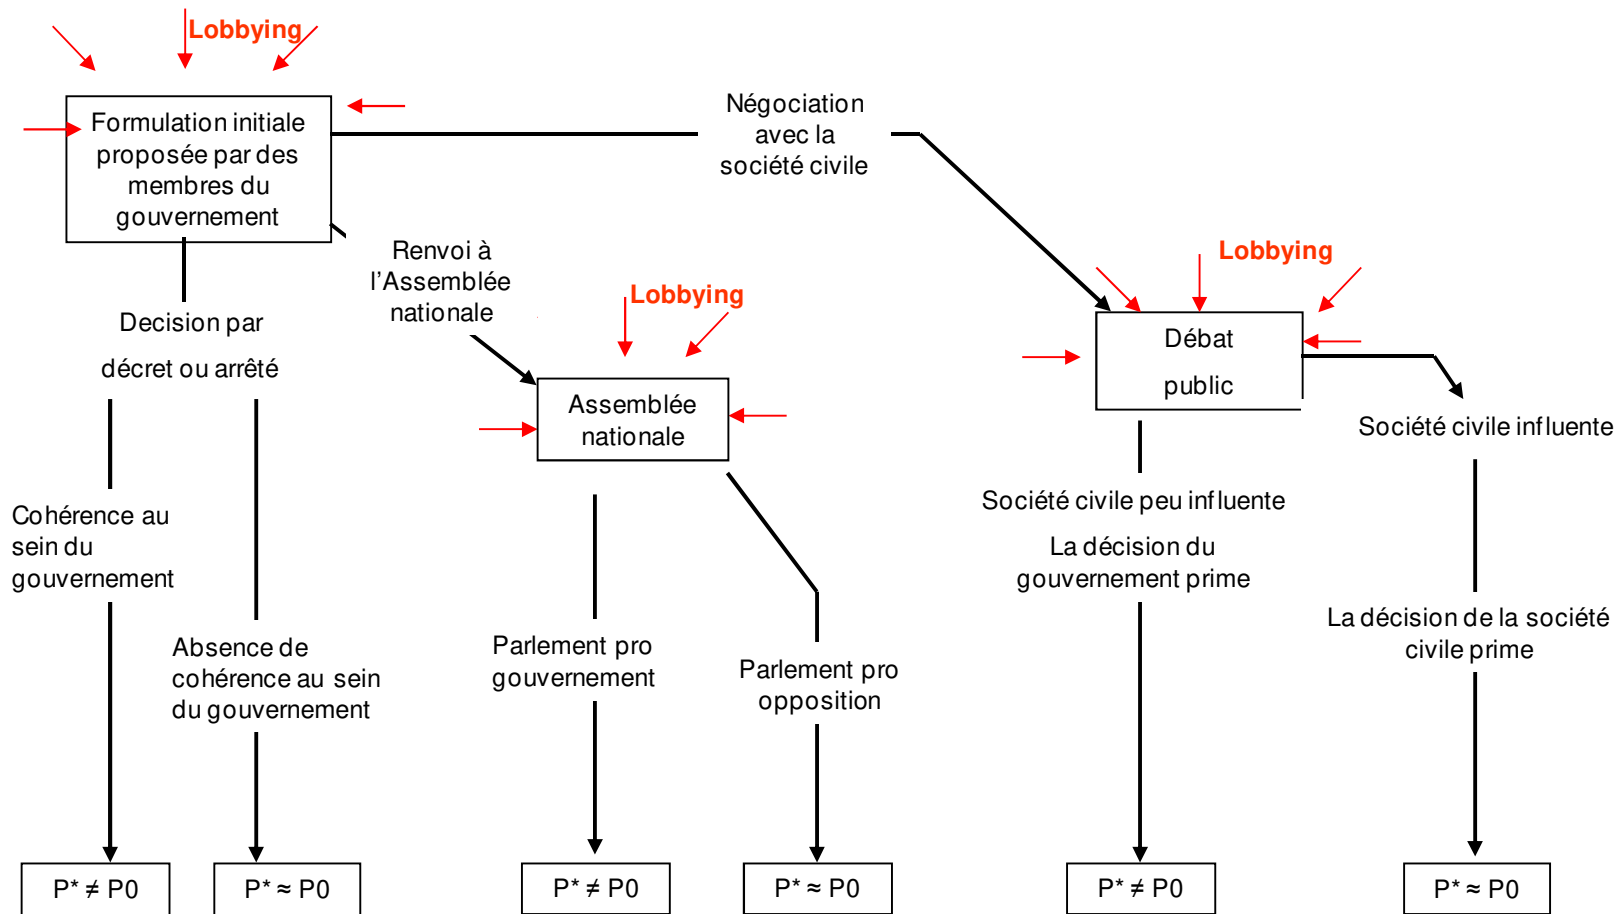 Lobbying
Formulation initiale
proposée par des
membres du
gouvernement
Négociation
avec la
société civile
Renvoi à
l’Assemblée
nationale
Lobbying
Lobbying
Decision par
décret ou arrêté
Débat
public
Assemblée
nationale
Société civile influente
Cohérence au
sein du
gouvernement
Société civile peu influente
La décision du
gouvernement prime
Absence de
cohérence au sein
du gouvernement
Parlement pro
gouvernement
Parlement pro
opposition
La décision de la société
civile prime
P* ≠ P0
P* ≈ P0
P* ≠ P0
P* ≈ P0
P* ≠ P0
P* ≈ P0